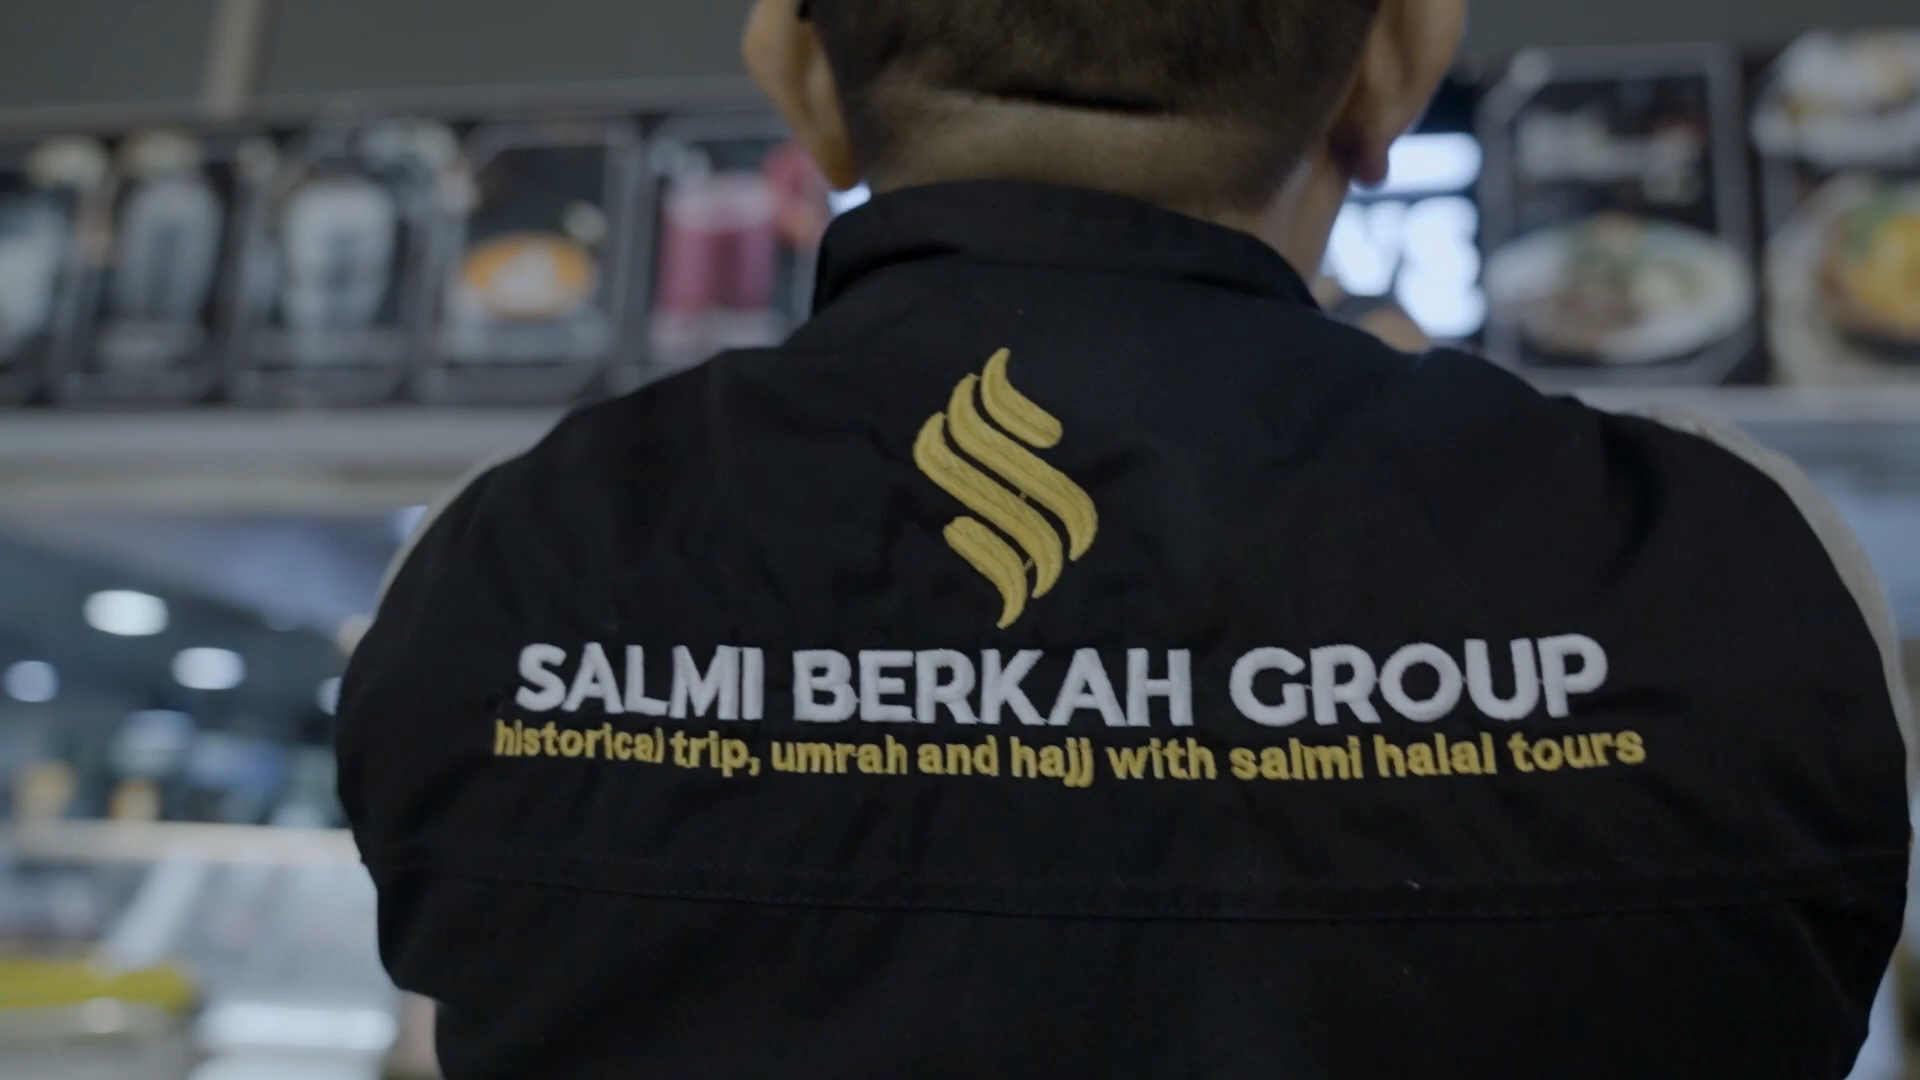 SALMI BERKAH GROUP
historical trip, umrah and hajj with salmi halal tours